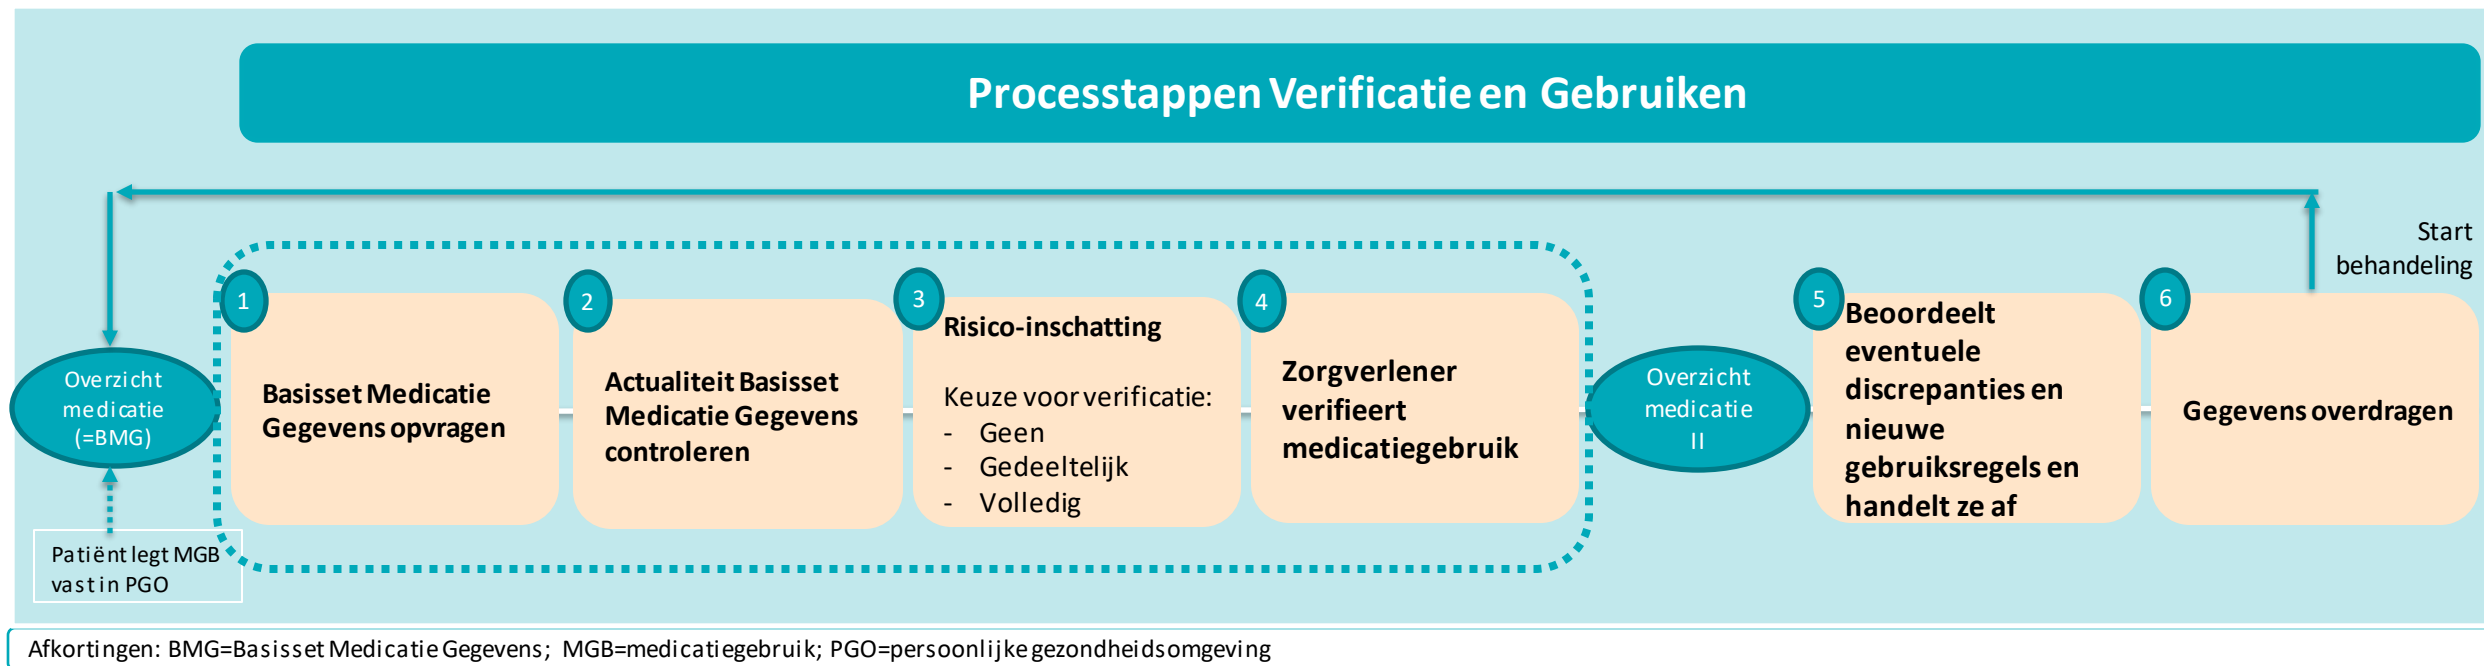 Processtappen Verificatie en Gebruiken
Start
behandeling
Overzicht
medicatie
(=BMG)
Patiënt legt MGB
vast in PGO
1
Basisset Medicatie
Gegevens opvragen
2
Actualiteit Basisset
Medicatie Gegevens
controleren
3
Risico-inschatting
Keuze voor verificatie:
- Geen
- Gedeeltelijk
- Volledig
4
Zorgverlener
verifieert
medicatiegebruik
Overzicht
medicatie
II
5
Beoordeelt
eventuele
discrepanties en
nieuwe
gebruiksregels en
handelt ze af
6
Gegevens overdragen
Afkortingen: BMG=Basisset Medicatie Gegevens; MGB=medicatiegebruik; PGO=persoonlijke gezondheidsomgeving